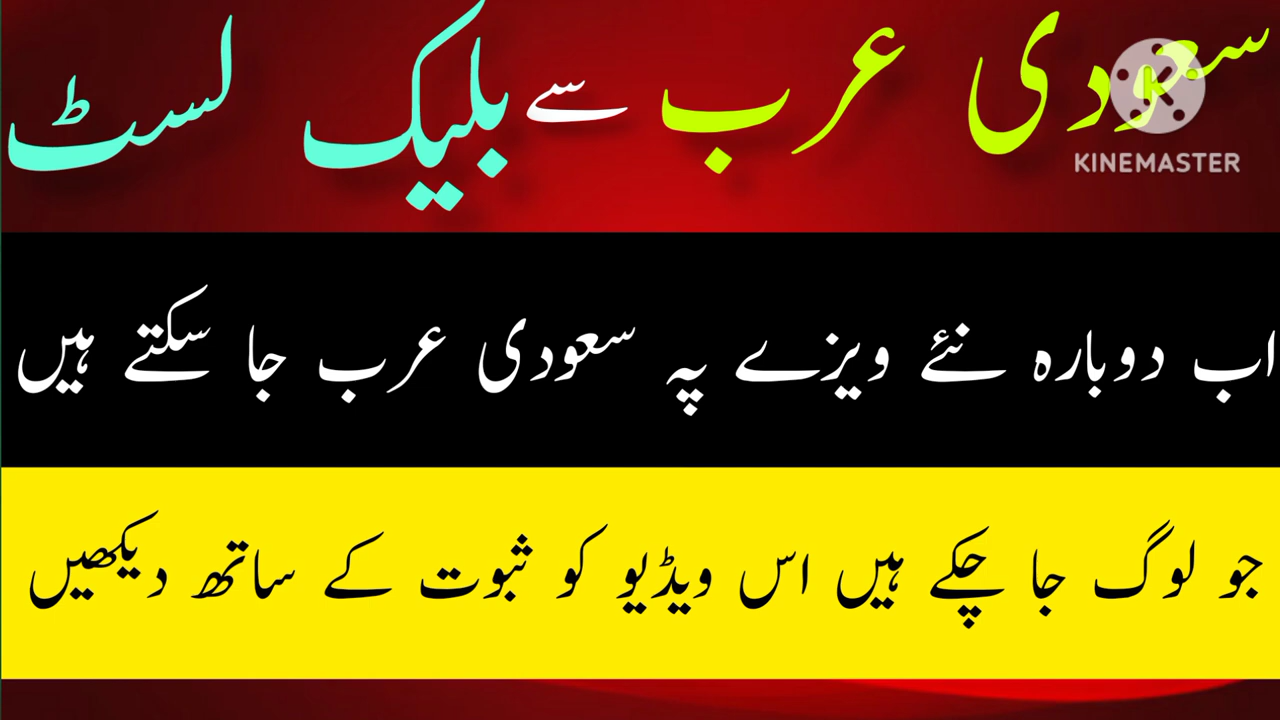 سعودی عرب سے بلیک لسٹ
KINEMASTER
اب دوبارہ نئے ویزے پہ سعودی عرب جا سکتے ہیں
جو لوگ جا چکے ہیں اس ویڈیو کو ثبوت کے ساتھ دیکھیں